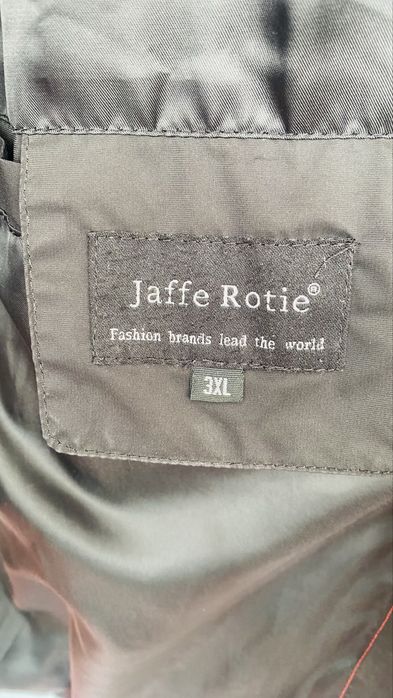 Jaffe Rotie®
Fashion brands lead the world
3XL